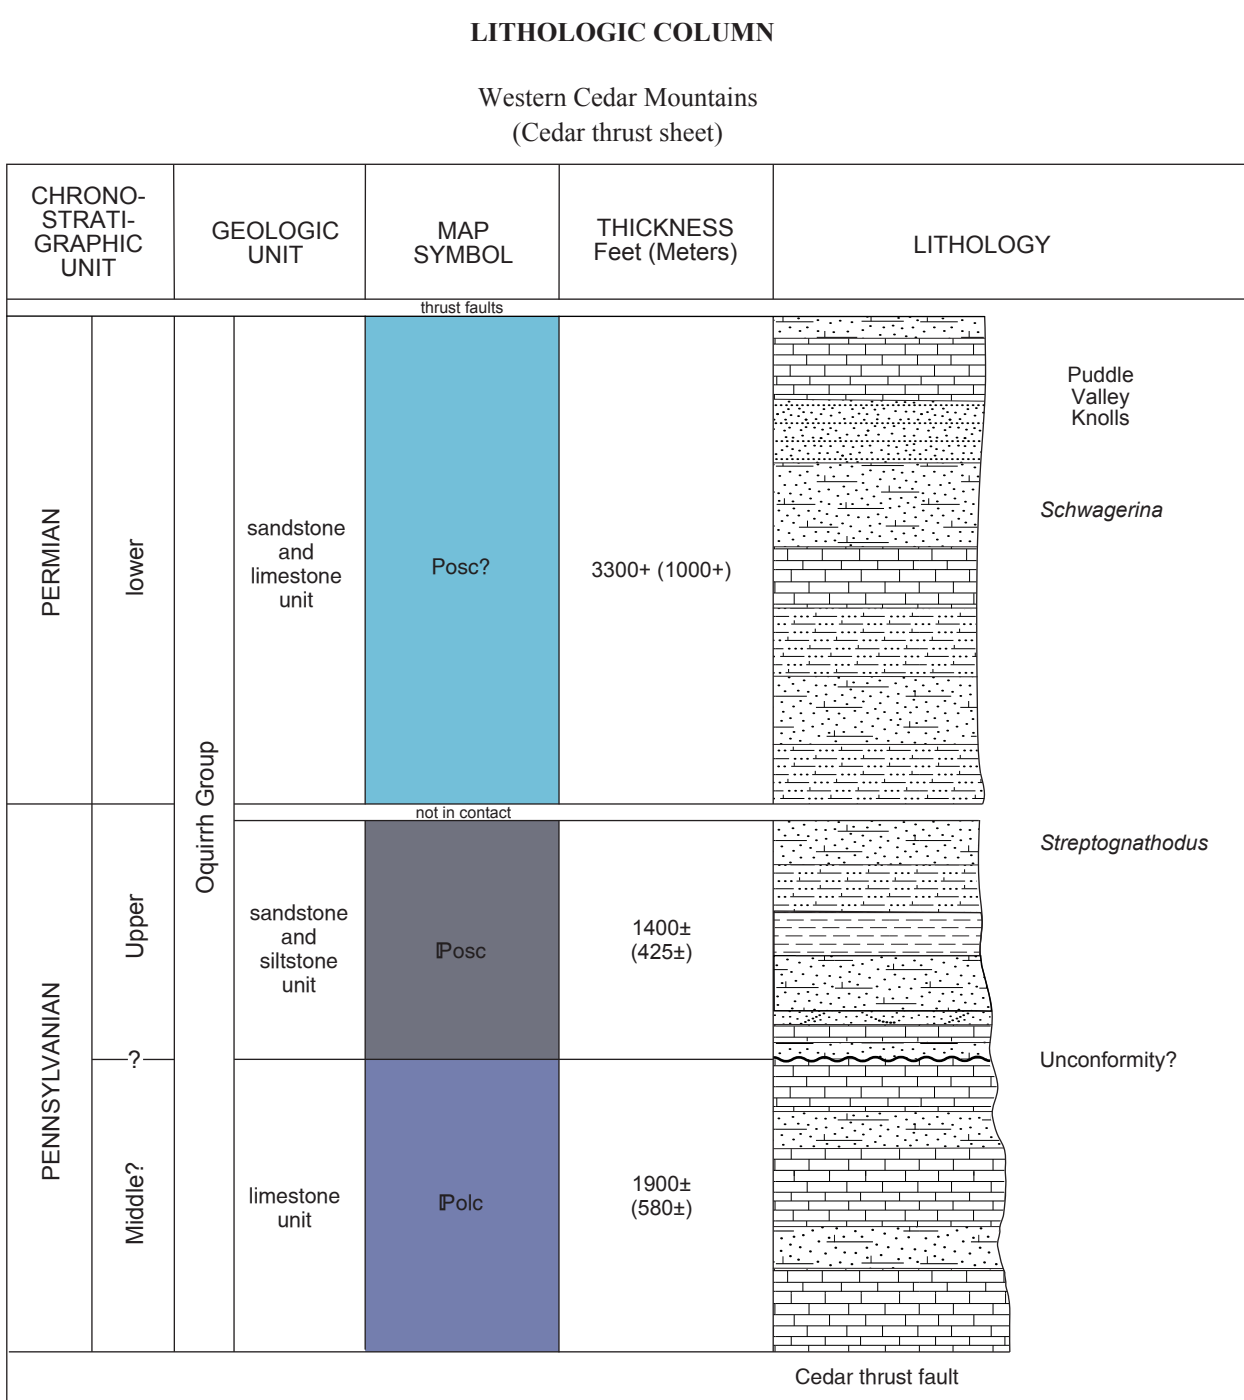 LITHOLOGIC COLUMN
Western Cedar Mountains
(Cedar thrust sheet)
CHRONO-
STRATI-
GRAPHIC
UNIT
GEOLOGIC
UNIT
MAP
SYMBOL
THICKNESS
Feet (Meters)
LITHOLOGY
thrust faults
PERMIAN
lower
Oquirrh Group
sandstone
and
limestone
unit
Posc?
3300+ (1000+)
Puddle
Valley
Knolls
Schwagerina
not in contact
PENNSYLVANIAN
Upper
sandstone
and
siltstone
unit
ℙosc
1400±
(425±)
Streptognathodus
?
Unconformity?
Middle?
limestone
unit
ℙolc
1900±
(580±)
Cedar thrust fault